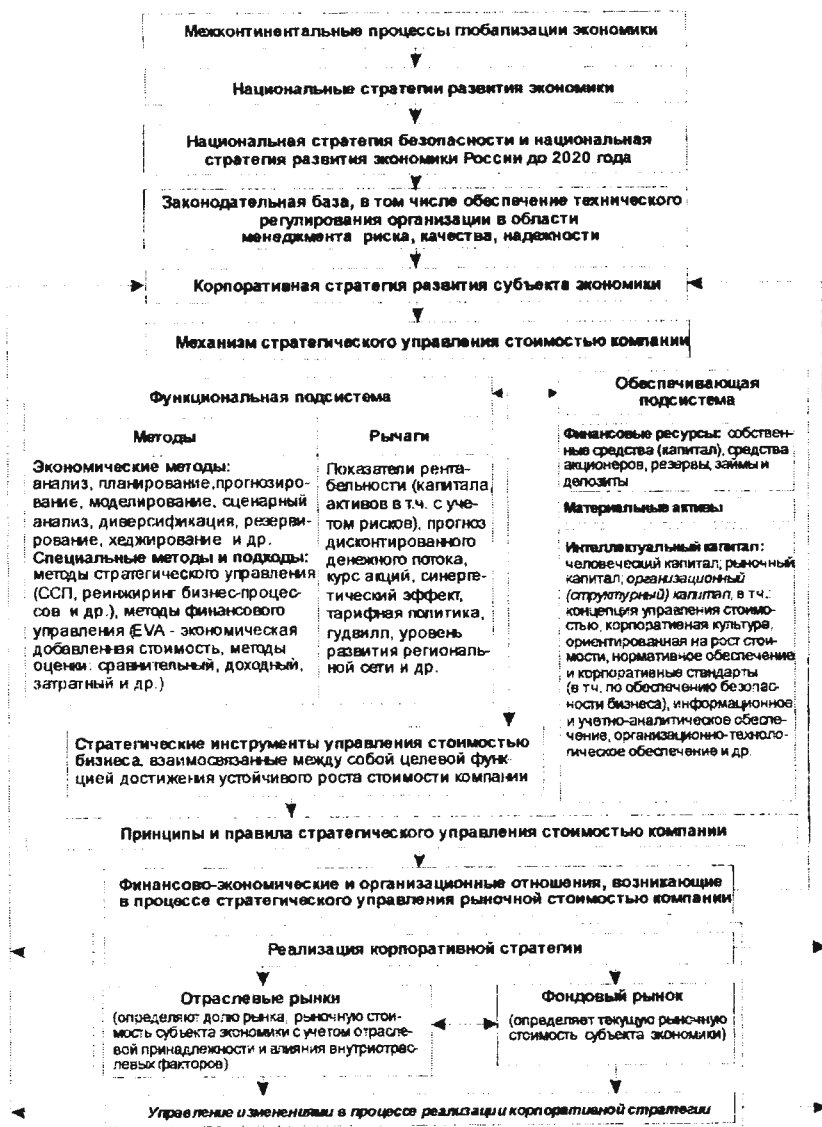 Межконтинентальные процессы глобализации экономики
Национальные стратегии развития экономики
Национальная стратегия безопасности и национальная
стратегия развития экономики России до 2020 года
Законодательная база, в том числе обеспечение технического
регулирования организации в области
менеджмента риска, качества, надежности
Корпоративная стратегия развития субъекта экономики
Механизм стратегического управления стоимостью компании
Функциональная подсистема
Методы
Экономические методы:
анализ, планирование,прогнозиро-
вание, моделирование, сценарный
анализ, диверсификация, резерви-
рование, хеджирование и др.
Специальные методы и подходы:
методы стратегического управления
(ССП, реинжиринг бизнес-процес-
сов и др.), методы финансового
управления (EVA - экономическая
добавленная стоимость, методы
оценки: сравнительный, доходный,
затратный и др.)
Рычаги
Показатели рента-
бельности (капитала,
активов в т.ч. с уче-
том рисков), прогноз
дисконтированного
денежного потока,
курс акций, синерге-
тический эффект,
тарифная политика,
гудвилл, уровень
развития региональ-
ной сети и др.
Обеспечивающая
подсистема
Финансовые ресурсы: собствен-
ные средства (капитал), средства
акционеров, резервы, займы и
депозиты
Материальные активы
Интеллектуальный капитал:
человеческий капитал; рыночный
капитал; организационный
(структурный) капитал, в т.ч.:
концепция управления стоимо-
стью, корпоративная культура,
ориентированная на рост стои-
мости, нормативное обеспечение
и корпоративные стандарты
(в т.ч. по обеспечению безопас-
ности бизнеса), информационное
и учетно-аналитическое обеспе-
чение, организационно-техноло-
гическое обеспечение и др.
Стратегические инструменты управления стоимостью
бизнеса, взаимосвязанные между собой целевой функ-
цией достижения устойчивого роста стоимости компании
Принципы и правила стратегического управления стоимостью компании
Финансово-экономические и организационные отношения, возникающие
в процессе стратегического управления рыночной стоимостью компании
Реализация корпоративной стратегии
Отраслевые рынки
(определяют долю рынка, рыночную стои-
мость субъекта экономики с учетом отрасле-
вой принадлежности и влияния внутриотрас-
левых факторов)
Фондовый рынок
(определяет текущую рыночную
стоимость субъекта экономики)
Управление изменениями в процессе реализации корпоративной стратегии